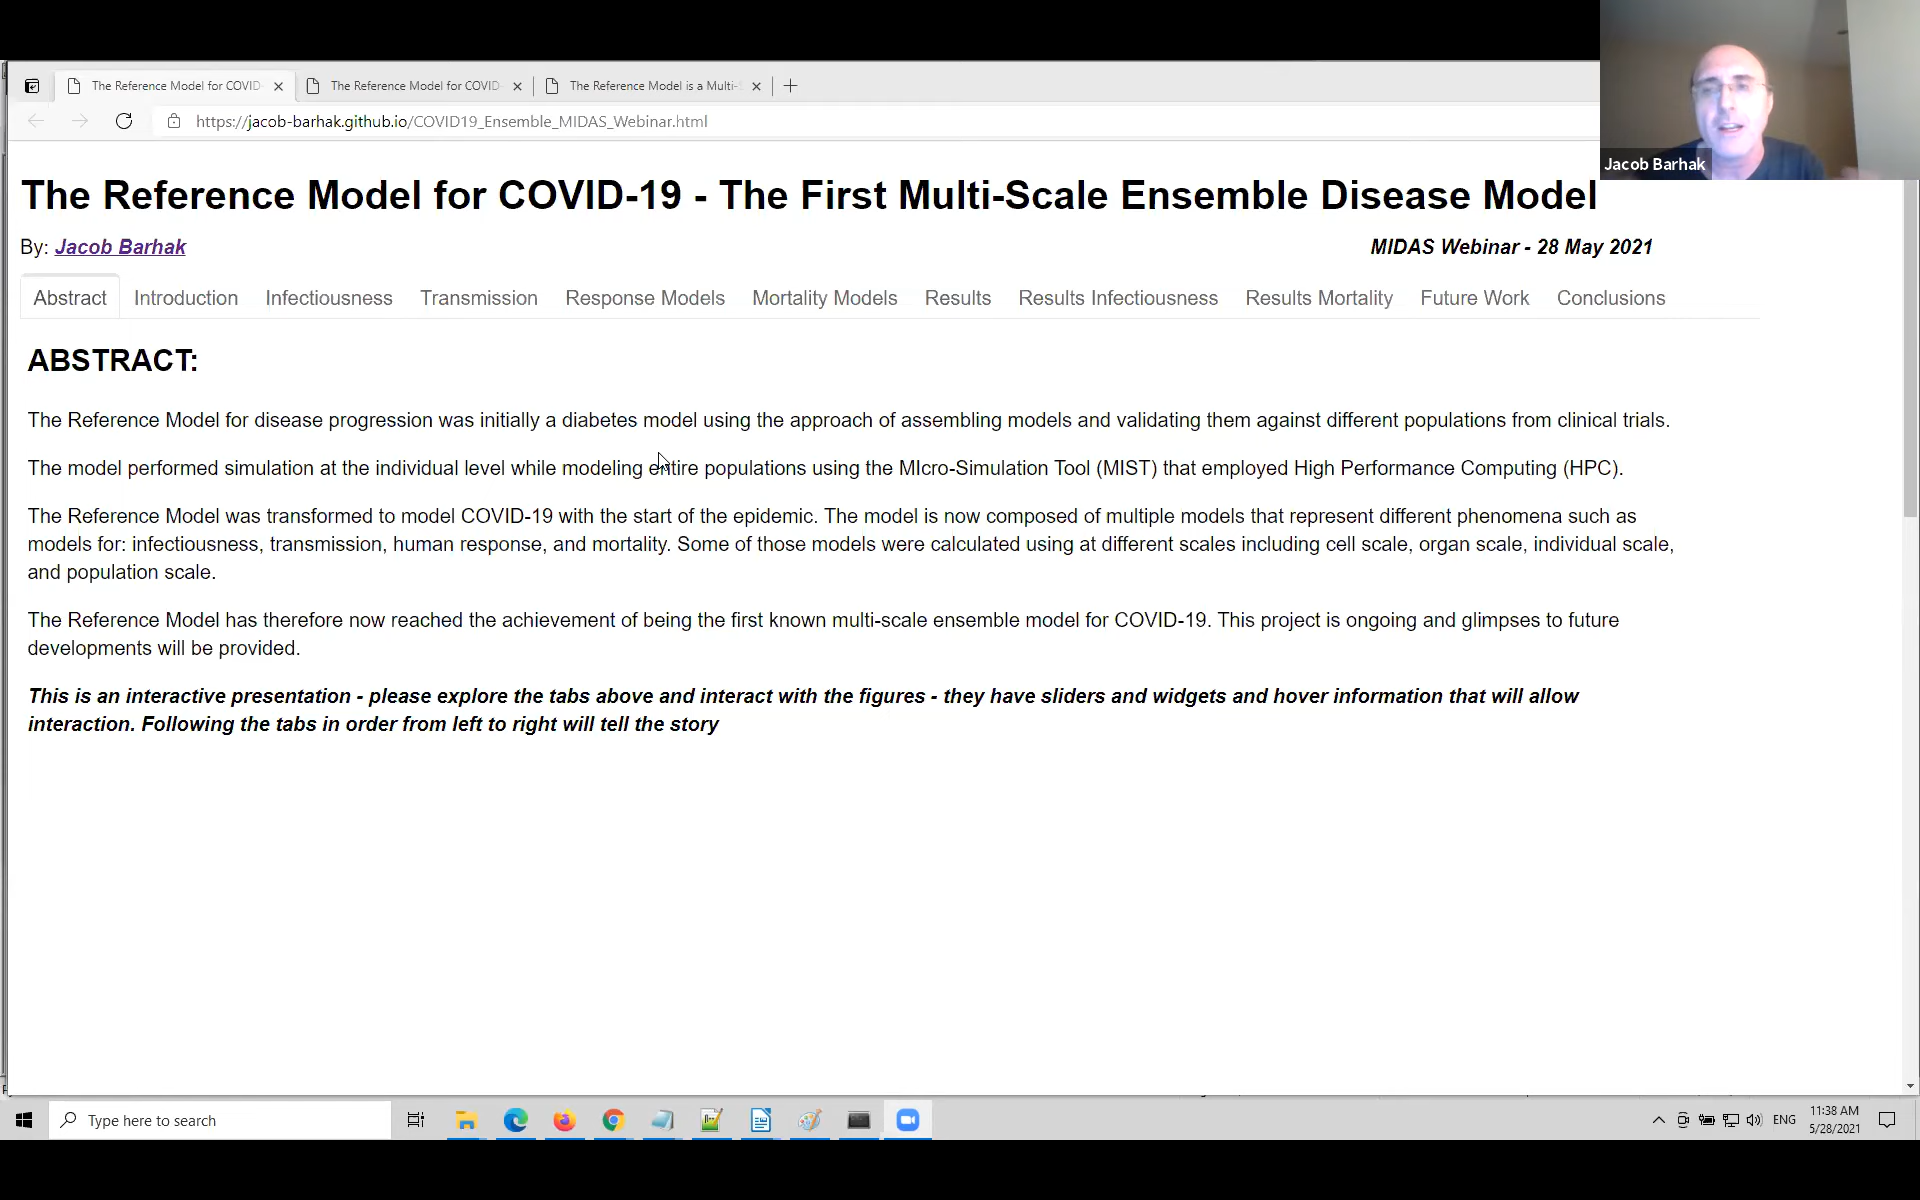 The Reference Model for COVID
The Reference Model for COVID
The Reference Model is a Multi-
https://jacob-barhak.github.io/COVID19_Ensemble_MIDAS_Webinar.html
Jacob Barhak
The Reference Model for COVID-19 - The First Multi-Scale Ensemble Disease Model
By: Jacob Barhak
MIDAS Webinar - 28 May 2021
Abstract Introduction Infectiousness Transmission Response Models Mortality Models Results Results Infectiousness Results Mortality Future Work Conclusions
ABSTRACT:
The Reference Model for disease progression was initially a diabetes model using the approach of assembling models and validating them against different populations from clinical trials.
The model performed simulation at the individual level while modeling entire populations using the MIcro-Simulation Tool (MIST) that employed High Performance Computing (HPC).
The Reference Model was transformed to model COVID-19 with the start of the epidemic. The model is now composed of multiple models that represent different phenomena such as
models for: infectiousness, transmission, human response, and mortality. Some of those models were calculated using at different scales including cell scale, organ scale, individual scale,
and population scale.
The Reference Model has therefore now reached the achievement of being the first known multi-scale ensemble model for COVID-19. This project is ongoing and glimpses to future
developments will be provided.
This is an interactive presentation - please explore the tabs above and interact with the figures - they have sliders and widgets and hover information that will allow
interaction. Following the tabs in order from left to right will tell the story
Type here to search
ENG
11:38 AM
5/28/2021